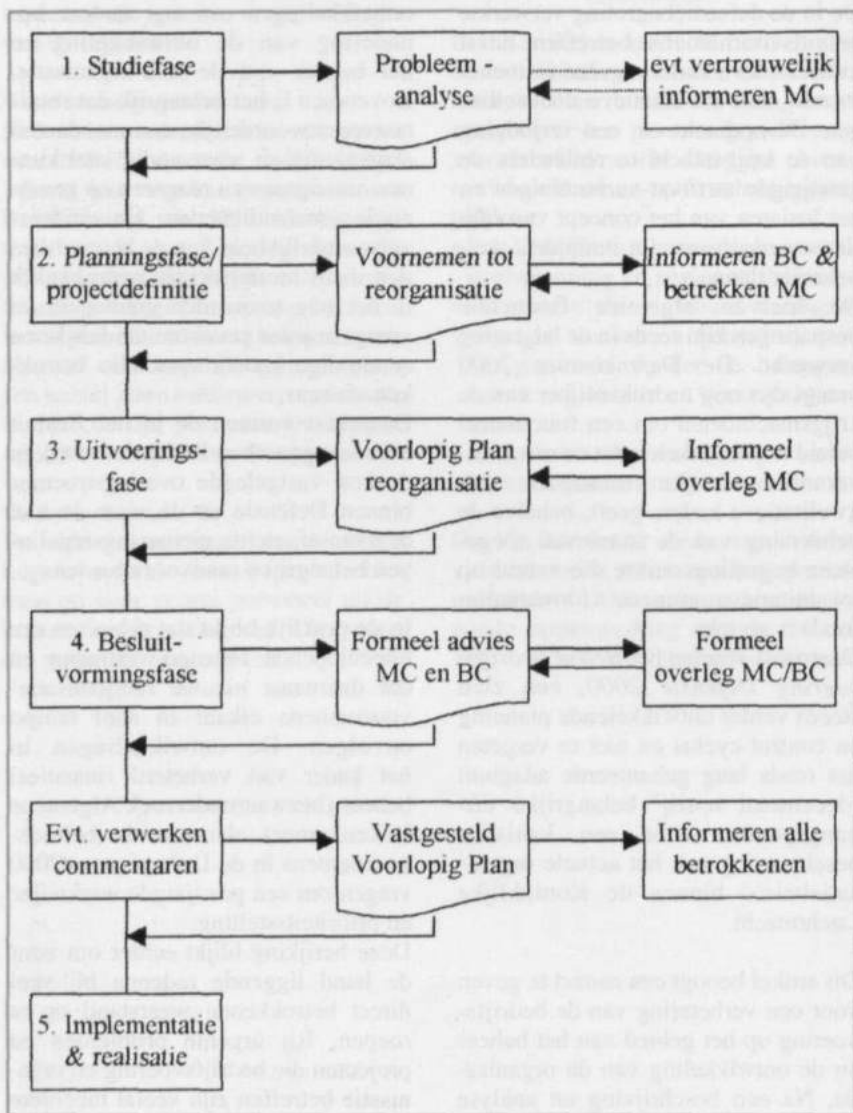 1. Studiefase
Probleem -
analyse
evt vertrouwelijk
informeren MC
2. Planningsfase/
projectdefinitie
Voornemen tot
reorganisatie
Informeren BC &
betrekken MC
3. Uitvoerings-
fase
Voorlopig Plan
reorganisatie
Informeel
overleg MC
4. Besluit-
vormingsfase
Formeel advies
MC en BC
Formeel
overleg MC/BC
Evt. verwerken
commentaren
Vastgesteld
Voorlopig Plan
Informeren alle
betrokkenen
5. Implementatie
& realisatie